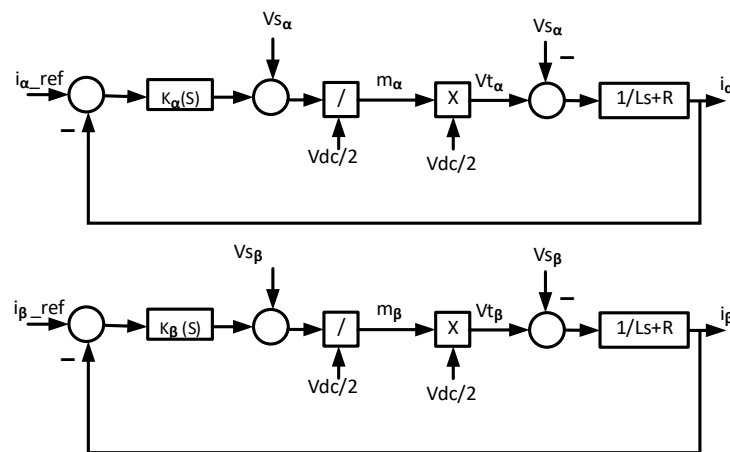 Vsα
Vsα
iα_ref
Kα(S)
/
mα
X
Vtα
1/Ls+R
iα
Vdc/2
Vdc/2
Vsβ
Vsβ
iβ_ref
Kβ (S)
/
mβ
X
Vtβ
1/Ls+R
iβ
Vdc/2
Vdc/2